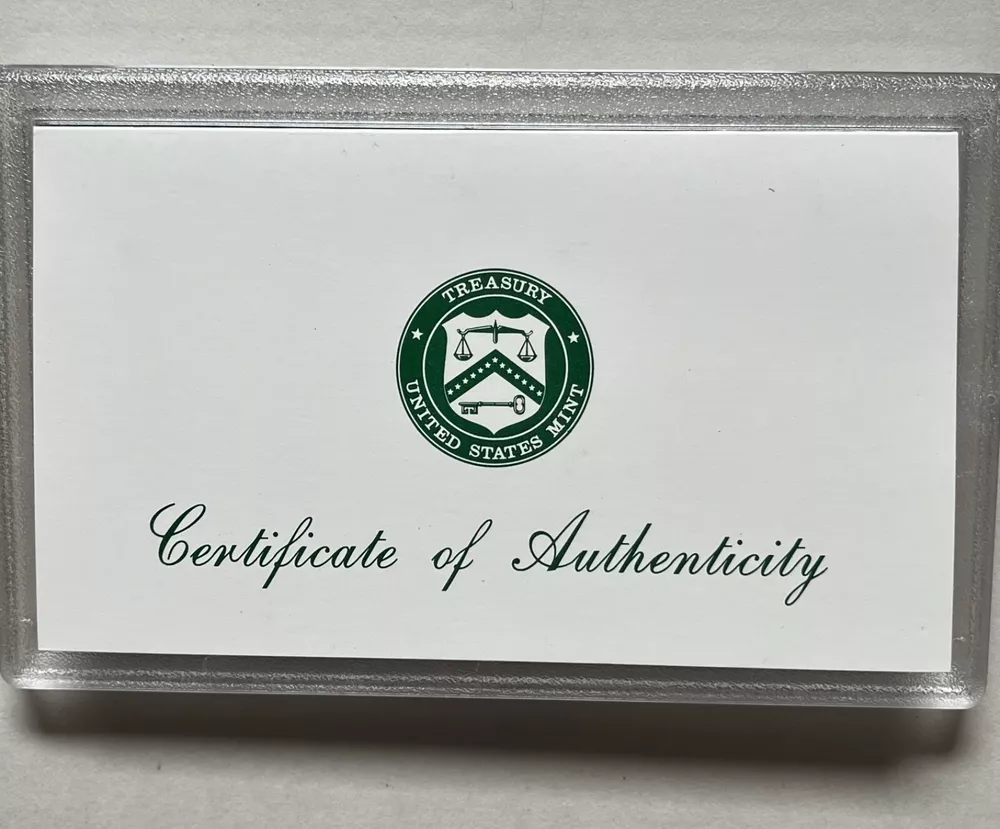 TREASURY
UNITED STATES MINT
Certificate of Authenticity